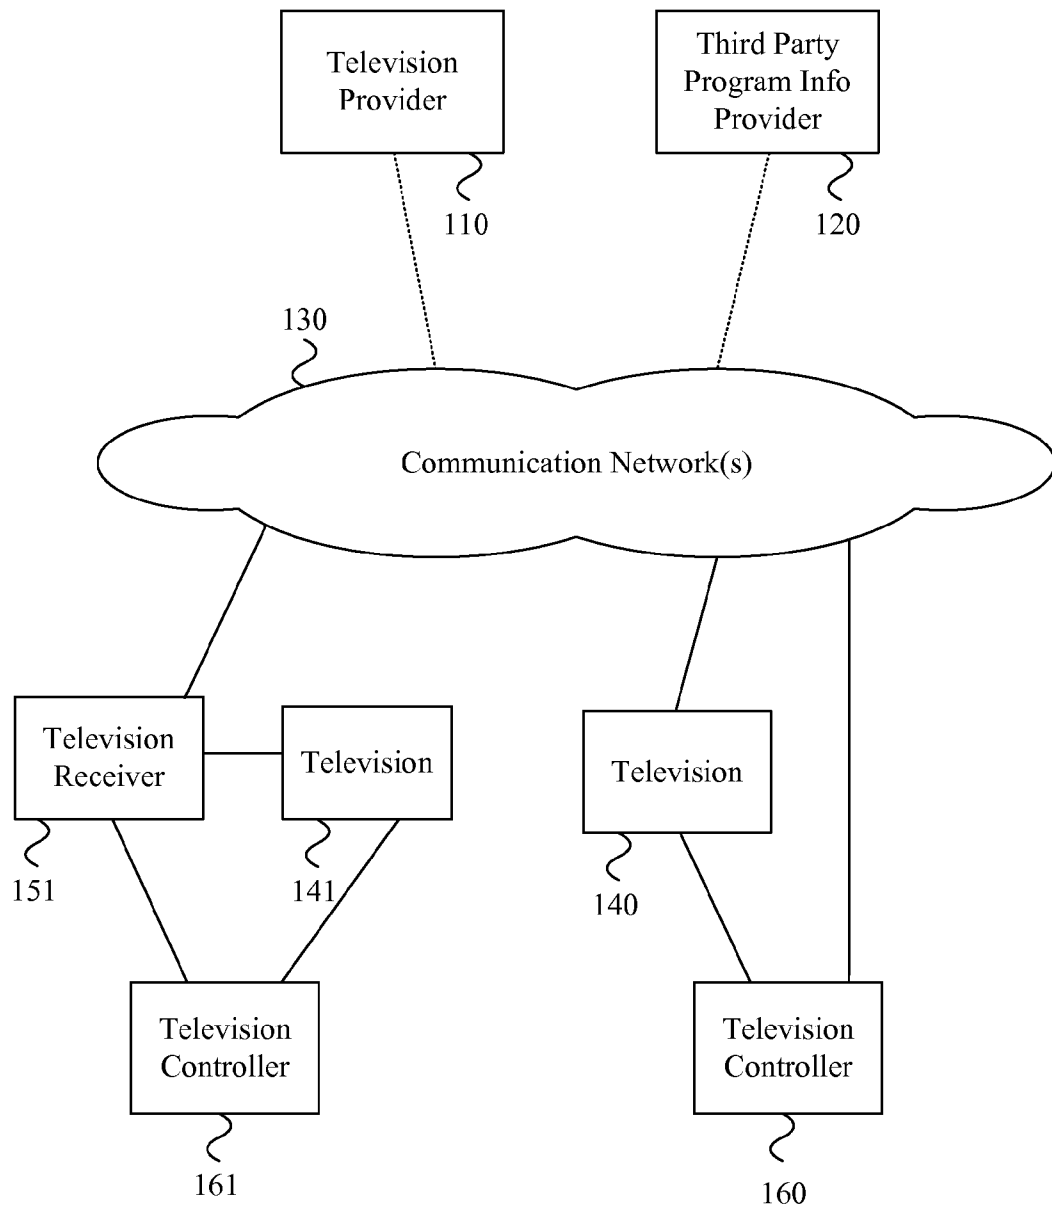 Television
Provider
110
Third Party
Program Info
Provider
120
130
Communication Network(s)
Television
Receiver
151
Television
141
Television
140
Television
Controller
161
Television
Controller
160